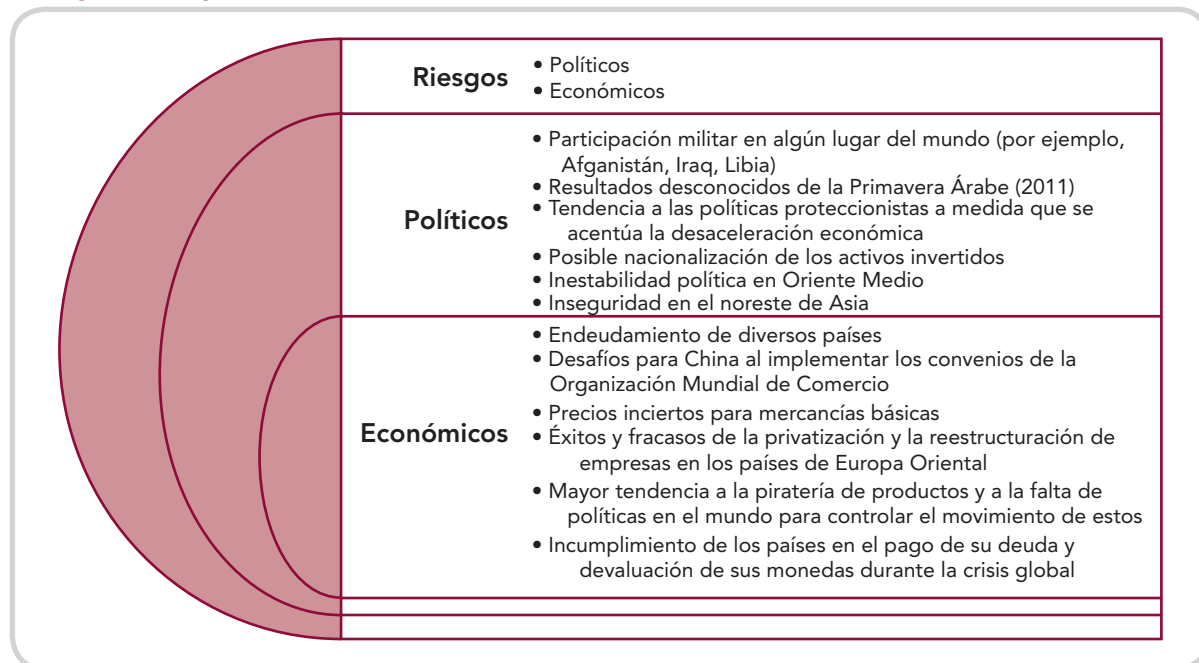 Riesgos
• Políticos
• Económicos
Políticos
• Participación militar en algún lugar del mundo (por ejemplo,
Afganistán, Iraq, Libia)
• Resultados desconocidos de la Primavera Árabe (2011)
• Tendencia a las políticas proteccionistas a medida que se
acentúa la desaceleración económica
• Posible nacionalización de los activos invertidos
• Inestabilidad política en Oriente Medio
• Inseguridad en el noreste de Asia
Económicos
• Endeudamiento de diversos países
• Desafíos para China al implementar los convenios de la
Organización Mundial de Comercio
• Precios inciertos para mercancías básicas
• Éxitos y fracasos de la privatización y la reestructuración de
empresas en los países de Europa Oriental
• Mayor tendencia a la piratería de productos y a la falta de
políticas en el mundo para controlar el movimiento de estos
• Incumplimiento de los países en el pago de su deuda y
devaluación de sus monedas durante la crisis global